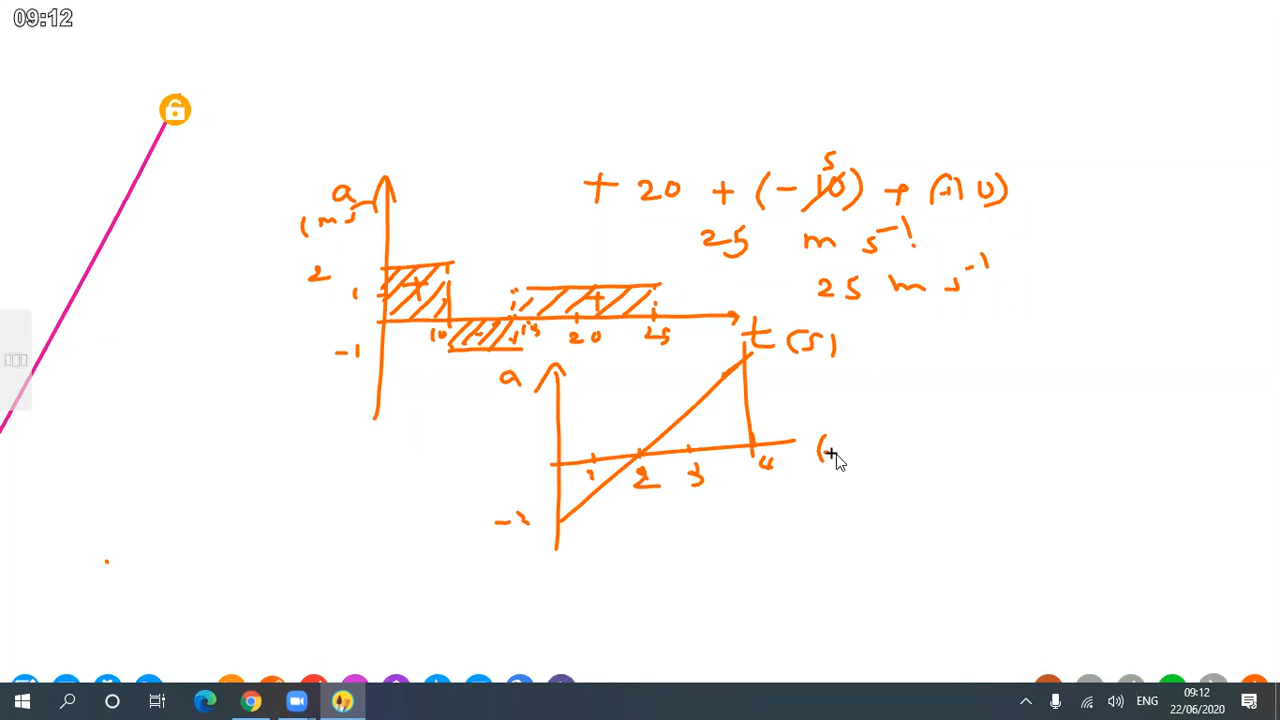 09:12
+ 20 + (- 10) + (+10)
5
25 m s⁻¹
25 m s⁻¹
a
(m s
2
1
-1
10 15 20 25
t (s)
+ - +
a
1 2 3 4
(-
ENG
09:12
22/06/2020